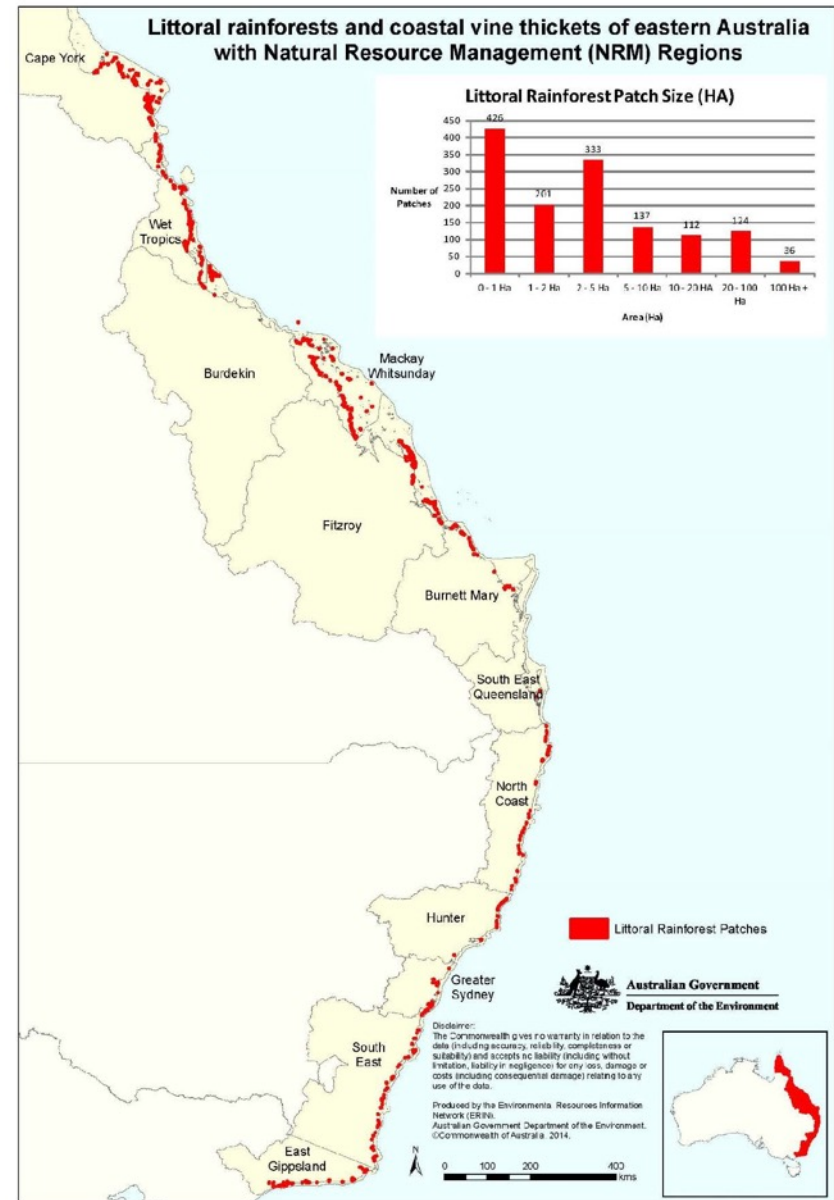 Littoral rainforests and coastal vine thickets of eastern Australia
with Natural Resource Management (NRM) Regions
Cape York
Littoral Rainforest Patch Size (HA)
450
400
350
300
250
200
150
100
50
0
Number of
Patches
426
201
333
137
112
124
36
0 - 1 Ha
1 - 2 Ha
2 - 5 Ha
5 - 10 Ha
10 - 20 HA
20 - 100
Ha
100 Ha +
Area (Ha)
Wet
Tropics
Burdekin
Mackay
Whitsunday
Fitzroy
Burnett Mary
South East
Queensland
North
Coast
Hunter
Littoral Rainforest Patches
Greater
Sydney
Australian Government
Department of the Environment
South
East
Disclaimer:
The Commonwealth gives no warranty in relation to the
data (including accuracy, reliability, completeness or
suitability) and accepts no liability (including without
limitation, liability in negligence) for any loss, damage or
costs (including consequential damage) relating to any
use of the data.
Produced by the Environmental Resources Information
Network (ERIN).
Australian Government Department of the Environment.
©Commonwealth of Australia, 2014.
East
Gippsland
N
0 100 200 400
kms